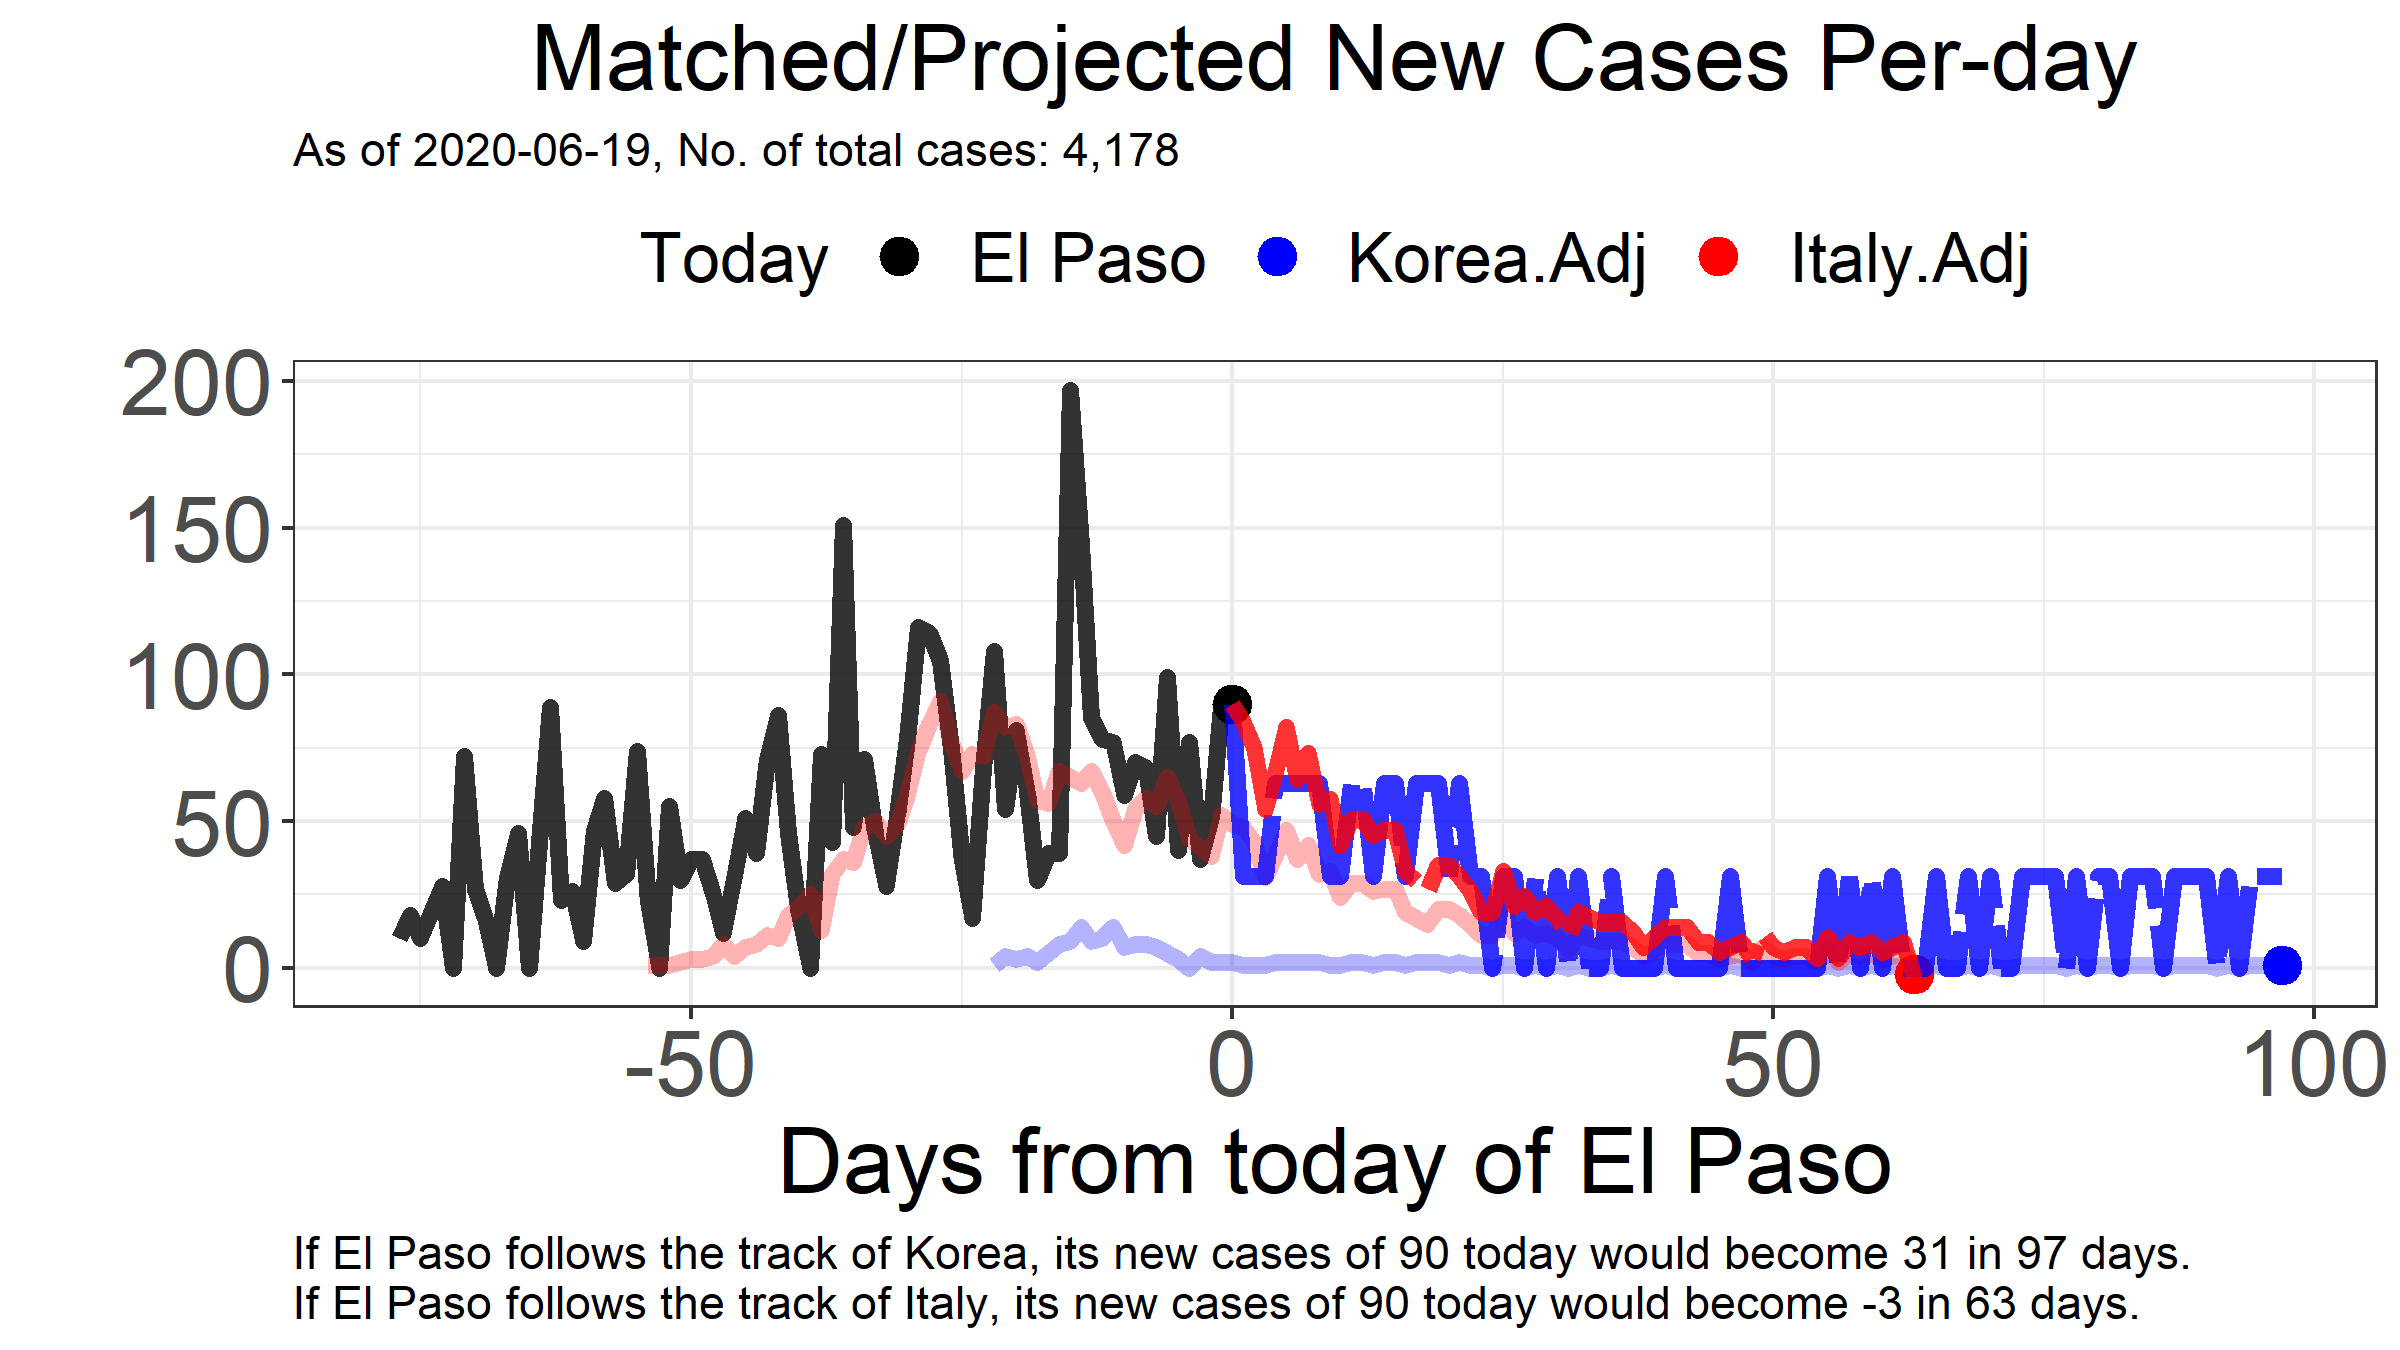 Matched/Projected New Cases Per-day
As of 2020-06-19, No. of total cases: 4,178
Today El Paso Korea.Adj Italy.Adj
200
150
100
50
0
-50 0 50 100
Days from today of El Paso
If El Paso follows the track of Korea, its new cases of 90 today would become 31 in 97 days.
If El Paso follows the track of Italy, its new cases of 90 today would become -3 in 63 days.